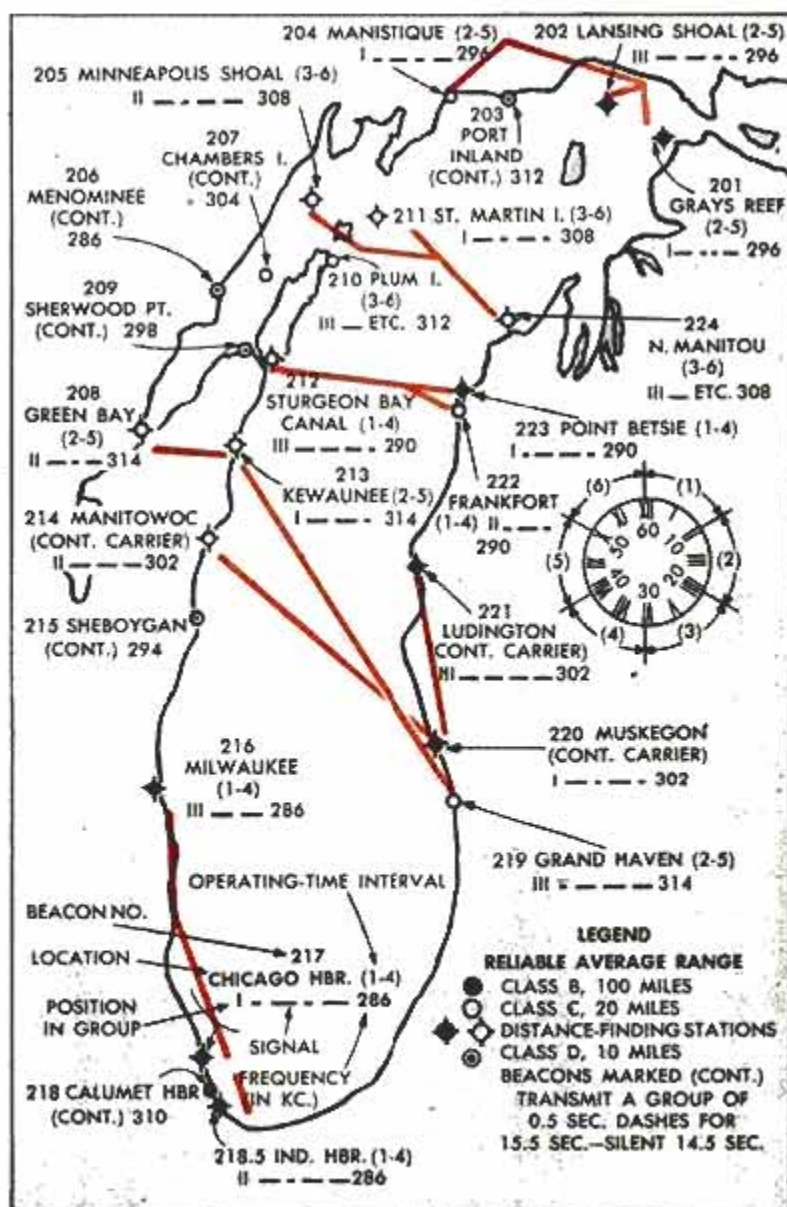 204 MANISTIQUE (2-5)
I — - — - — 296
202 LANSING SHOAL (2-5)
III — - — 296
205 MINNEAPOLIS SHOAL (3-6)
II — - — - — 308
203
PORT
INLAND
(CONT.) 312
207
CHAMBERS I.
(CONT.)
304
201
GRAYS REEF
(2-5)
I — - — - — 296
206
MENOMINEE
(CONT.)
286
211 ST. MARTIN I. (3-6)
I — - — - — 308
210 PLUM I.
(3-6)
III — ETC. 312
209
SHERWOOD PT.
(CONT.) 298
224
N. MANITOU
(3-6)
III — ETC. 308
208
GREEN BAY
(2-5)
II — - — - 314
212
STURGEON BAY
CANAL (1-4)
III — — — — 290
223 POINT BETSIE (1-4)
I — - — - — 290
213
KEWAUNEE (2-5)
I — - — - 314
222
FRANKFORT
(1-4) II — - —
290
214 MANITOWOC
(CONT. CARRIER)
II — — — — 302
(6) (1)
(5) (2)
(4) (3)
60
50 10
40 20
30
221
LUDINGTON
(CONT. CARRIER)
III — — — — 302
215 SHEBOYGAN
(CONT.) 294
220 MUSKEGON
(CONT. CARRIER)
I — - — - — 302
216
MILWAUKEE
(1-4)
III — — — 286
219 GRAND HAVEN (2-5)
III - — — — — 314
OPERATING-TIME INTERVAL
BEACON NO.
217
LOCATION
CHICAGO HBR. (1-4)
I — - — - — 286
POSITION
IN GROUP
SIGNAL
FREQUENCY
(IN KC.)
218 CALUMET HBR
(CONT.) 310
218.5 IND. HBR. (1-4)
II — - — — 286
LEGEND
RELIABLE AVERAGE RANGE
CLASS B, 100 MILES
CLASS C, 20 MILES
DISTANCE-FINDING STATIONS
CLASS D, 10 MILES
BEACONS MARKED (CONT.)
TRANSMIT A GROUP OF
0.5 SEC. DASHES FOR
15.5 SEC.—SILENT 14.5 SEC.